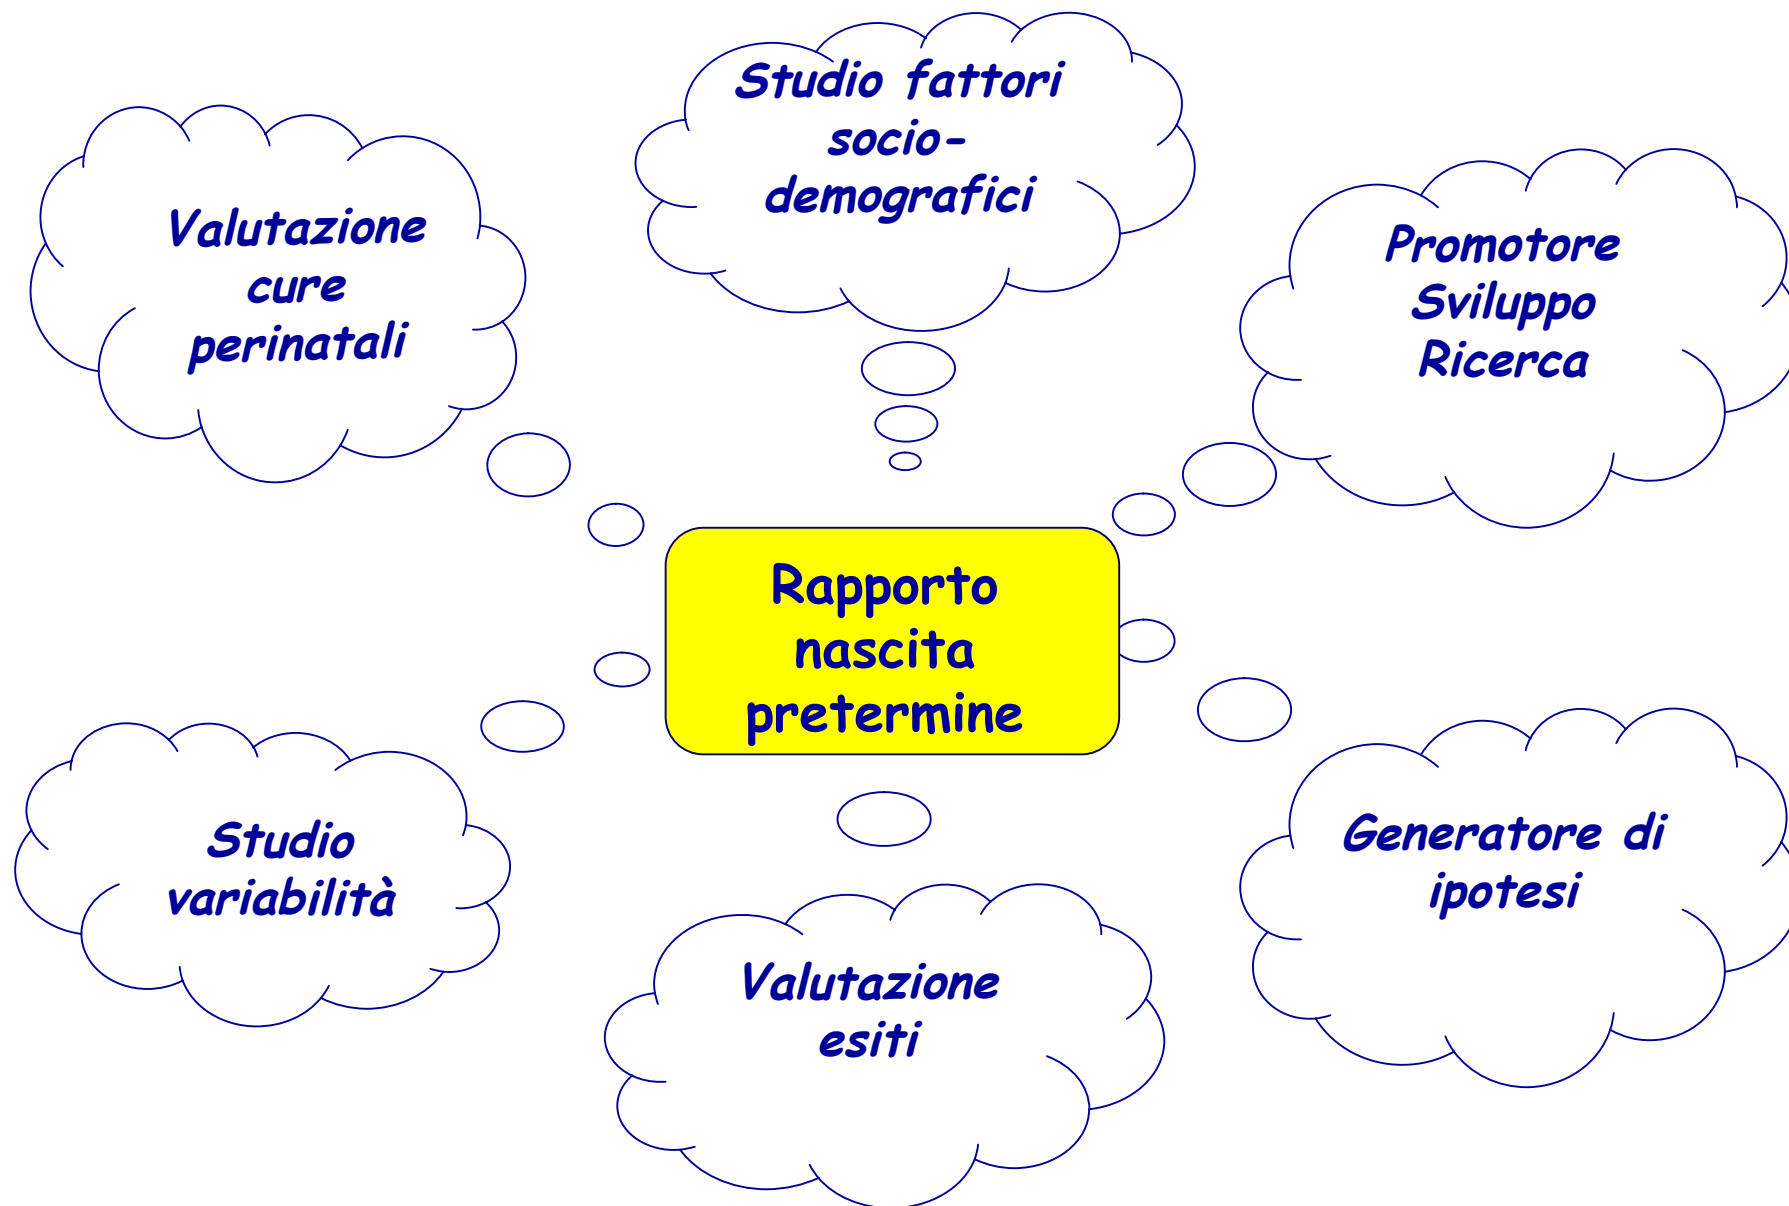 Studio fattori
socio-
demografici
Valutazione
cure
perinatali
Promotore
Sviluppo
Ricerca
Rapporto
nascita
pretermine
Studio
variabilità
Generatore di
ipotesi
Valutazione
esiti